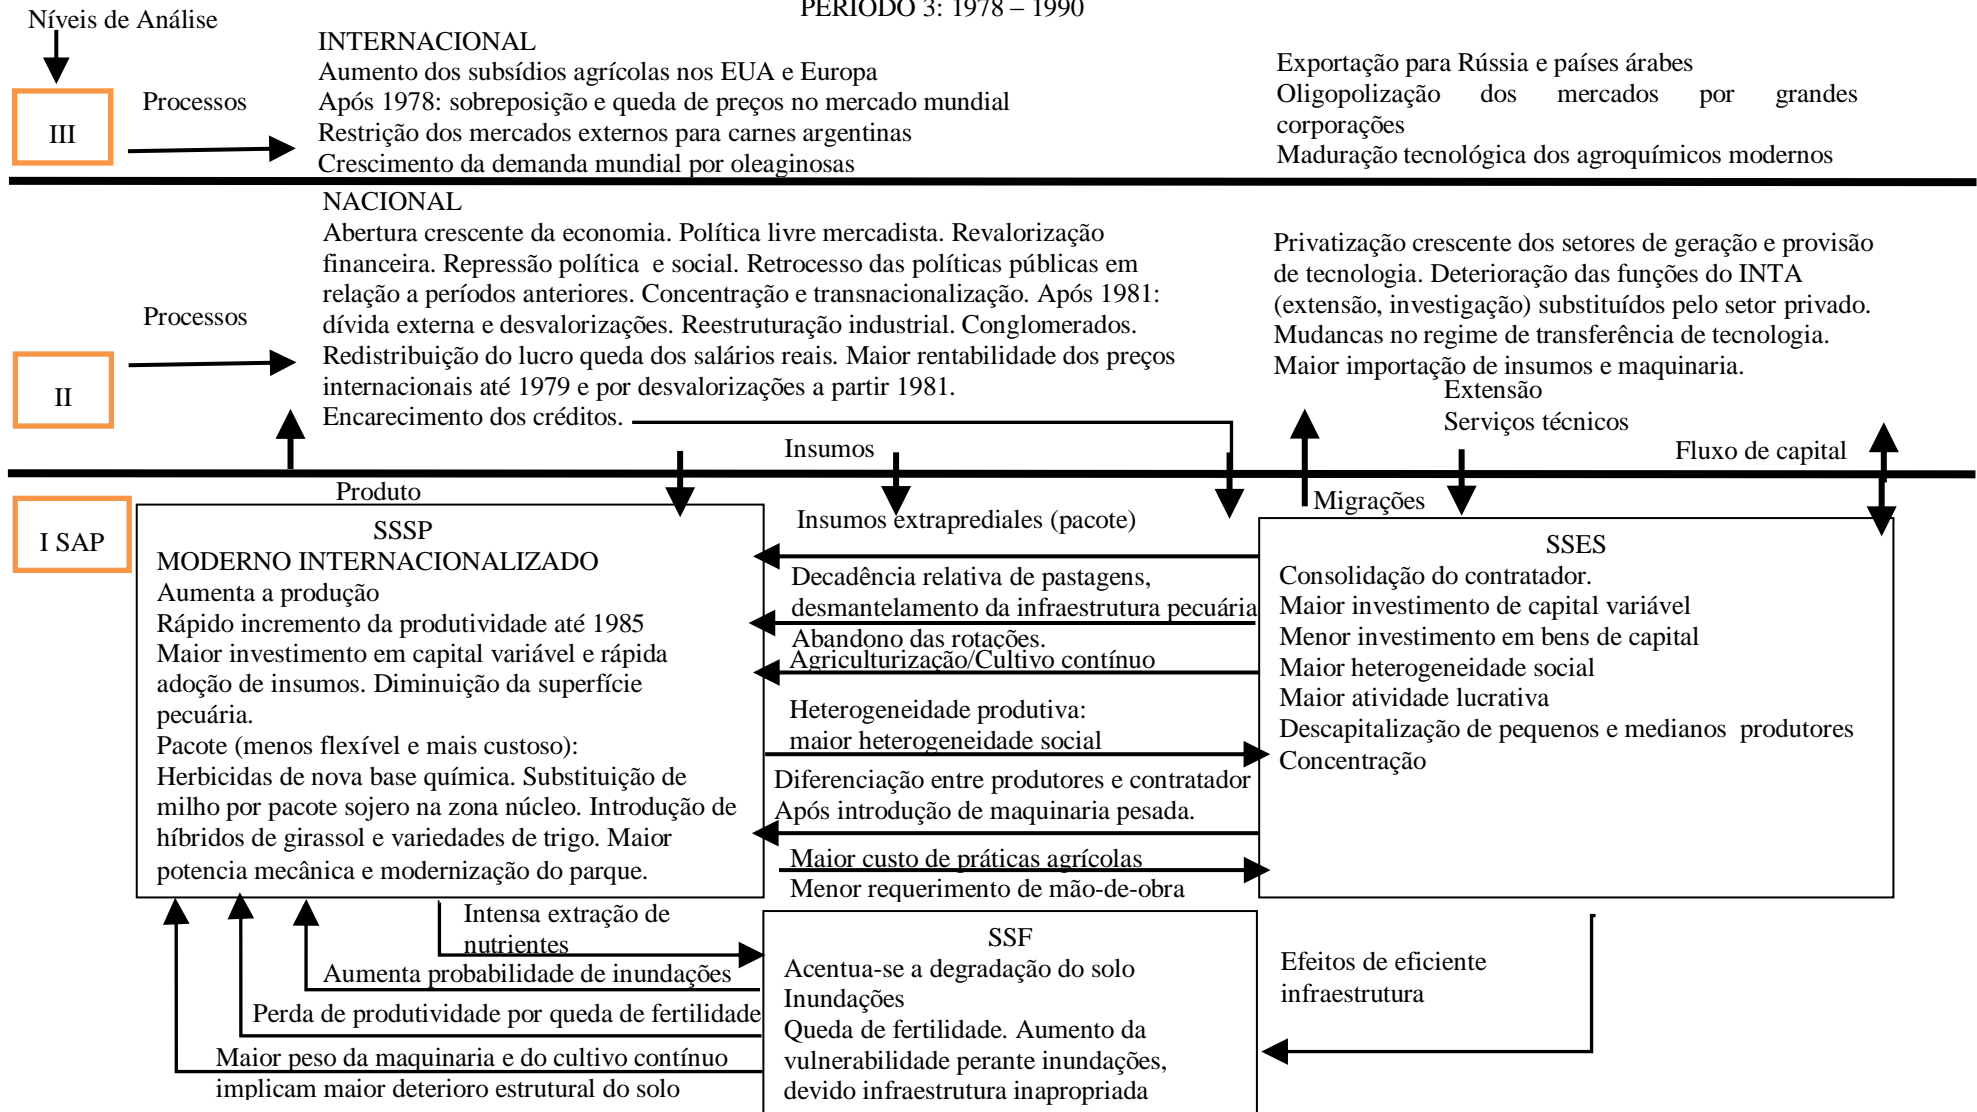 PERÍODO 3: 1978 – 1990
Níveis de Análise
III
Processos
INTERNACIONAL
Aumento dos subsídios agrícolas nos EUA e Europa
Após 1978: sobreposição e queda de preços no mercado mundial
Restrição dos mercados externos para carnes argentinas
Crescimento da demanda mundial por oleaginosas
Exportação para Rússia e países árabes
Oligopolização dos mercados por grandes
corporações
Maduração tecnológica dos agroquímicos modernos
II
Processos
NACIONAL
Abertura crescente da economia. Política livre mercadista. Revalorização
financeira. Repressão política e social. Retrocesso das políticas públicas em
relação a períodos anteriores. Concentração e transnacionalização. Após 1981:
dívida externa e desvalorizações. Reestruturação industrial. Conglomerados.
Redistribuição do lucro queda dos salários reais. Maior rentabilidade dos preços
internacionais até 1979 e por desvalorizações a partir 1981.
Encarecimento dos créditos.
Privatização crescente dos setores de geração e provisão
de tecnologia. Deterioração das funções do INTA
(extensão, investigação) substituídos pelo setor privado.
Mudancas no regime de transferência de tecnologia.
Maior importação de insumos e maquinaria.
Extensão
Serviços técnicos
Insumos
Fluxo de capital
Produto
Migrações
I SAP
SSSP
MODERNO INTERNACIONALIZADO
Aumenta a produção
Rápido incremento da produtividade até 1985
Maior investimento em capital variável e rápida
adoção de insumos. Diminuição da superfície
pecuária.
Pacote (menos flexível e mais custoso):
Herbicidas de nova base química. Substituição de
milho por pacote sojero na zona núcleo. Introdução de
híbridos de girassol e variedades de trigo. Maior
potencia mecânica e modernização do parque.
Insumos extraprediales (pacote)
Decadência relativa de pastagens,
desmantelamento da infraestrutura pecuária
Abandono das rotações.
Agriculturização/Cultivo contínuo
Heterogeneidade produtiva:
maior heterogeneidade social
Diferenciação entre produtores e contratador
Após introdução de maquinaria pesada.
Maior custo de práticas agrícolas
Menor requerimento de mão-de-obra
SSES
Consolidação do contratador.
Maior investimento de capital variável
Menor investimento em bens de capital
Maior heterogeneidade social
Maior atividade lucrativa
Descapitalização de pequenos e medianos produtores
Concentração
Intensa extração de
nutrientes
Aumenta probabilidade de inundações
Perda de produtividade por queda de fertilidade
Maior peso da maquinaria e do cultivo contínuo
implicam maior deterioro estrutural do solo
SSF
Acentua-se a degradação do solo
Inundações
Queda de fertilidade. Aumento da
vulnerabilidade perante inundações,
devido infraestrutura inapropriada
Efeitos de eficiente
infraestrutura